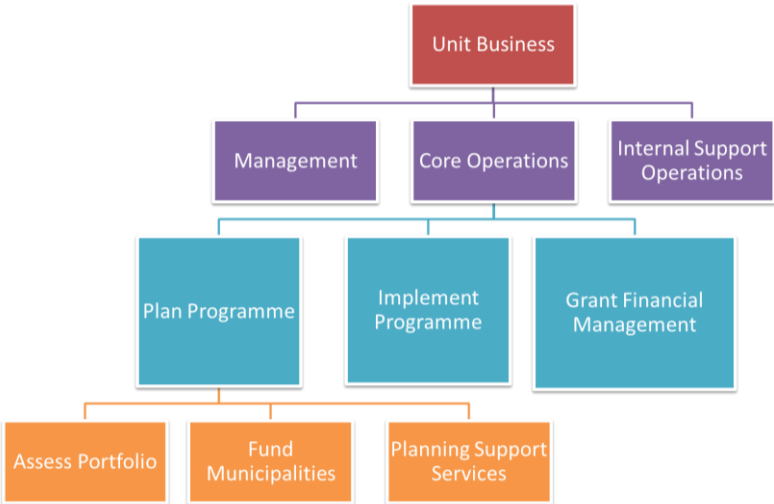 Unit Business
Management
Core Operations
Internal Support
Operations
Plan Programme
Implement
Programme
Grant Financial
Management
Assess Portfolio
Fund
Municipalities
Planning Support
Services